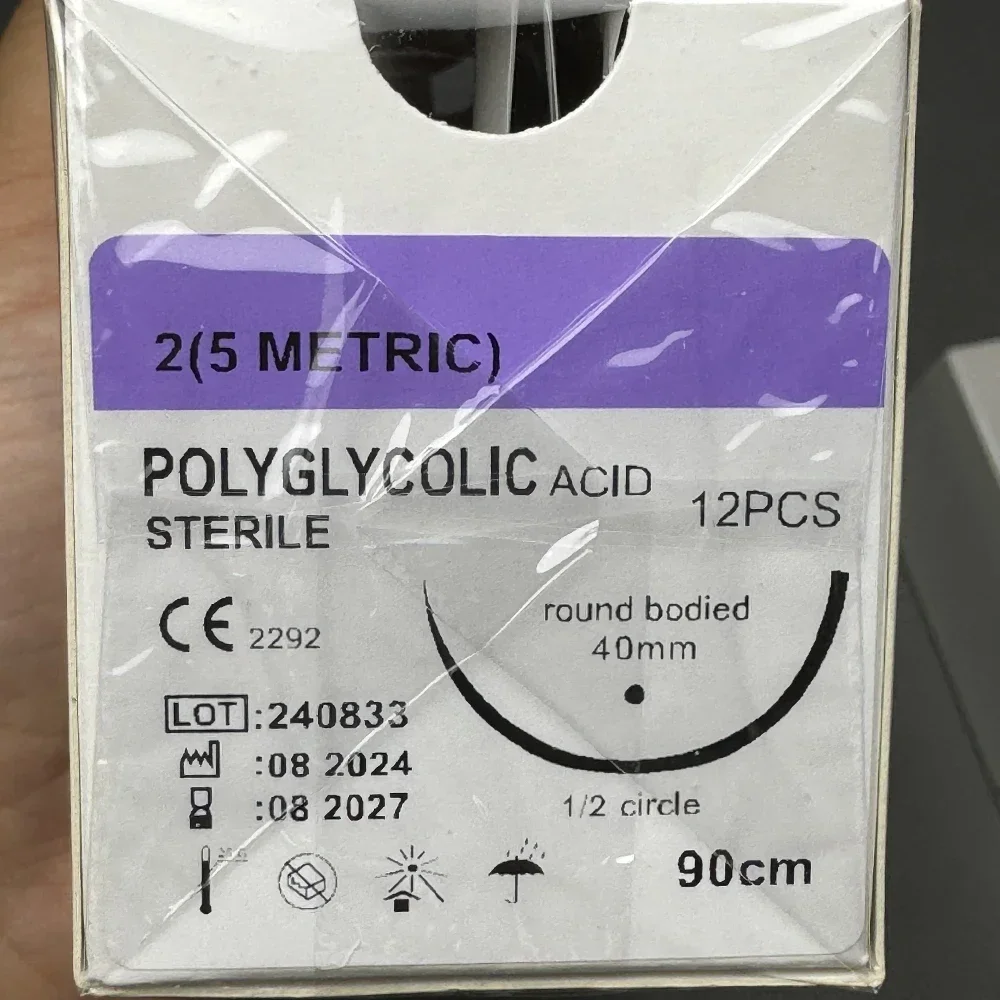 2(5 METRIC)
POLYGLYCOLIC ACID
STERILE
12PCS
CE 2292
round bodied
40mm
LOT :240833
:08 2024
:08 2027
1/2 circle
90cm